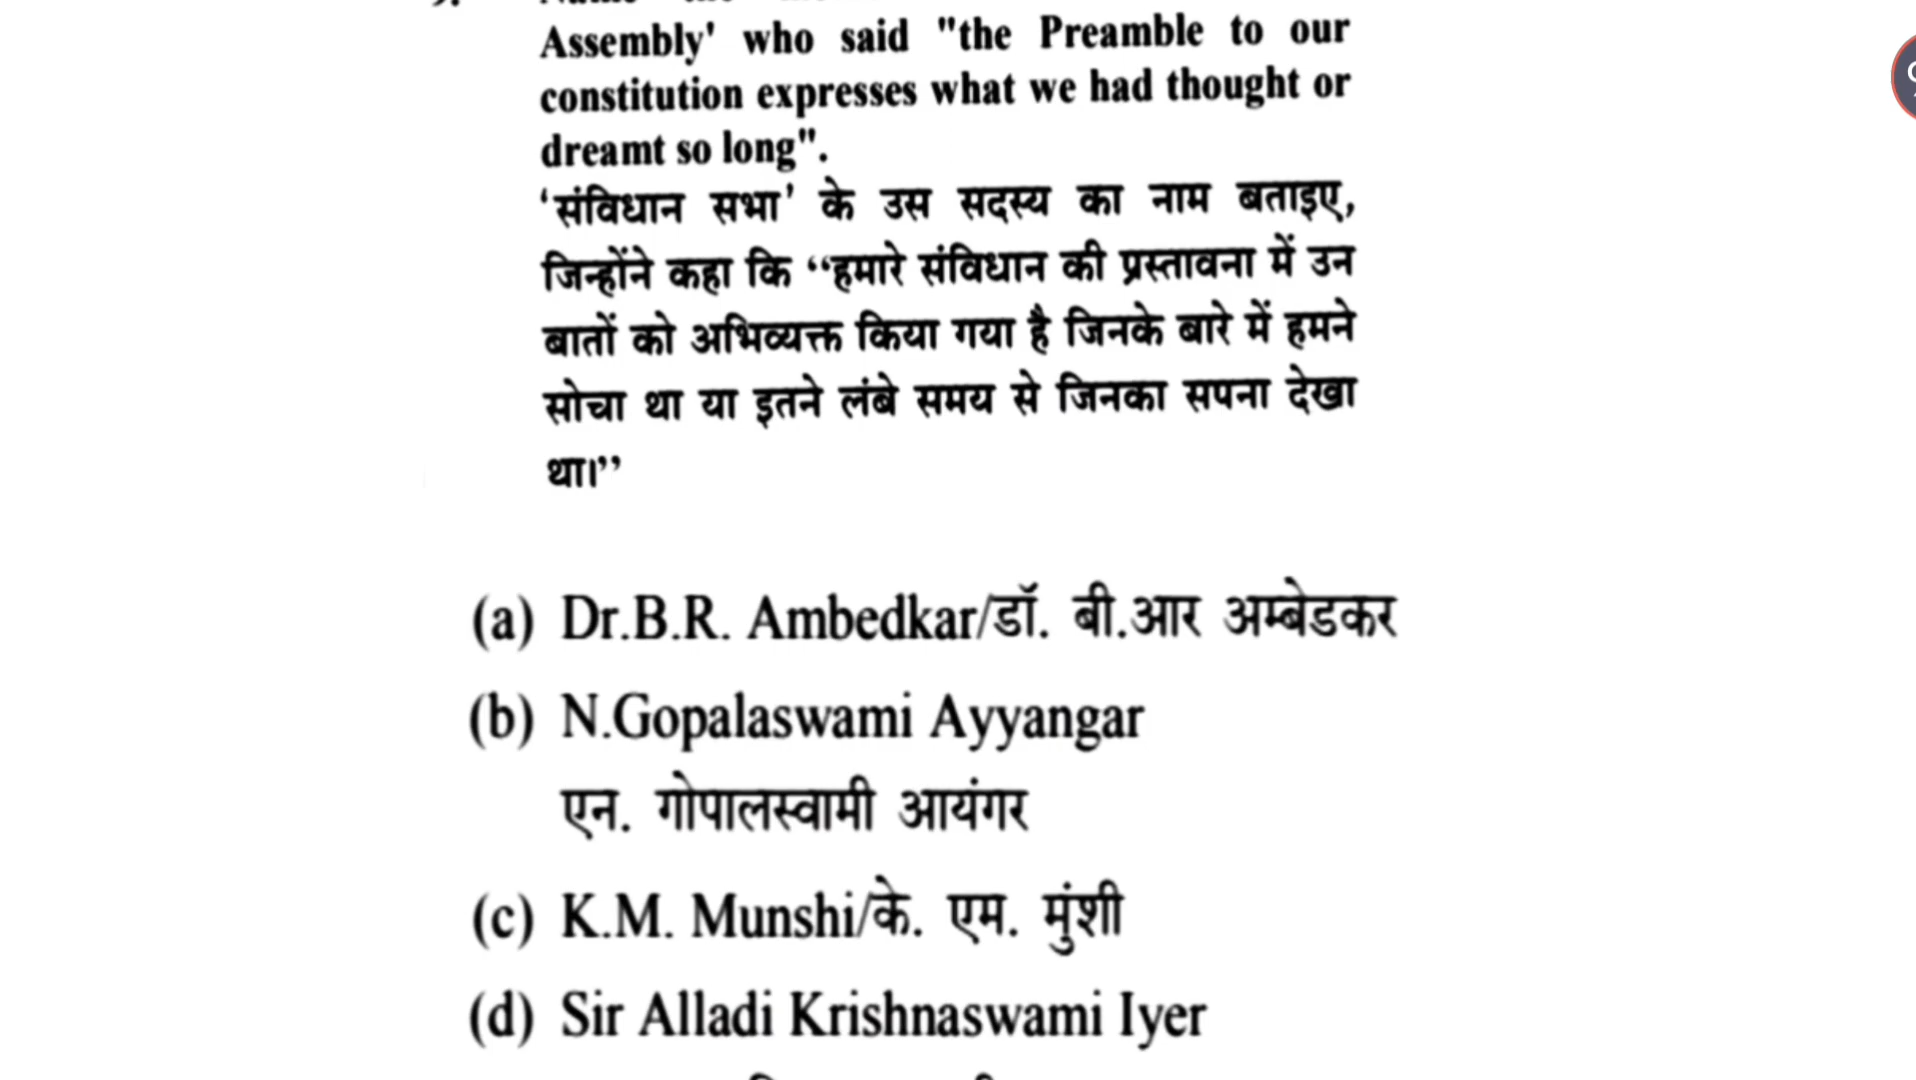 Assembly' who said "the Preamble to our
constitution expresses what we had thought or
dreamt so long".
‘संविधान सभा’ के उस सदस्य का नाम बताइए,
जिन्होंने कहा कि ‘‘हमारे संविधान की प्रस्तावना में उन
बातों को अभिव्यक्त किया गया है जिनके बारे में हमने
सोचा था या इतने लंबे समय से जिनका सपना देखा
था।’’
(a) Dr.B.R. Ambedkar/डॉ. बी.आर अम्बेडकर
(b) N.Gopalaswami Ayyangar
एन. गोपालस्वामी आयंगर
(c) K.M. Munshi/के. एम. मुंशी
(d) Sir Alladi Krishnaswami Iyer